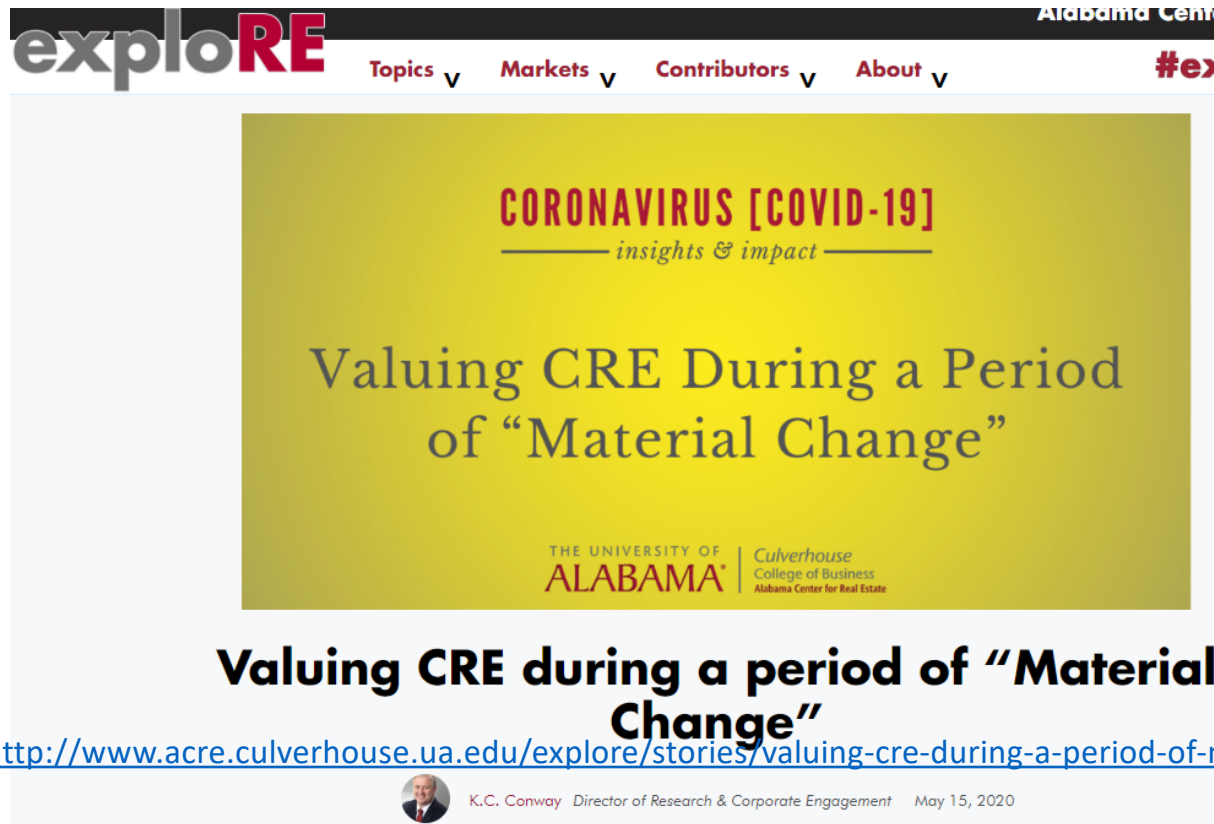 Alabama Cent
exploRE
Topics v Markets v Contributors v About v #ex
CORONAVIRUS [COVID-19]
insights & impact
Valuing CRE During a Period
of “Material Change”
THE UNIVERSITY OF
ALABAMA®
Culverhouse
College of Business
Alabama Center for Real Estate
Valuing CRE during a period of “Material
Change”
ttp://www.acre.culverhouse.ua.edu/explore/stories/valuing-cre-during-a-period-of-
K.C. Conway Director of Research & Corporate Engagement May 15, 2020